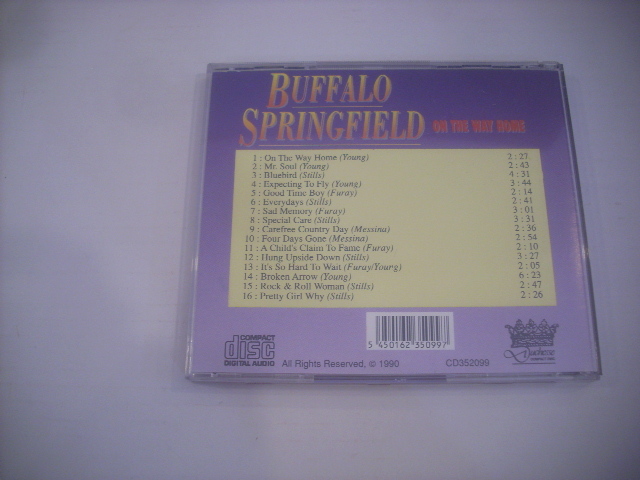 BUFFALO
SPRINGFIELD ON THE WAY HOME
1 : On The Way Home (Young) 2 : 27
2 : Mr. Soul (Young) 2 : 43
3 : Bluebird (Stills) 4 : 31
4 : Expecting To Fly (Young) 3 : 44
5 : Good Time Boy (Furay) 2 : 14
6 : Everydays (Stills) 2 : 41
7 : Sad Memory (Furay) 3 : 01
8 : Special Care (Stills) 3 : 31
9 : Carefree Country Day (Messina) 2 : 36
10 : Four Days Gone (Messina) 2 : 54
11 : A Child's Claim To Fame (Furay) 2 : 10
12 : Hung Upside Down (Stills) 3 : 27
13 : It's So Hard To Wait (Furay/Young) 2 : 05
14 : Broken Arrow (Young) 6 : 23
15 : Rock & Roll Woman (Stills) 2 : 47
16 : Pretty Girl Why (Stills) 2 : 26
5 450162 350997
COMPACT
disc
DIGITAL AUDIO
All Rights Reserved, © 1990
CD352099
Duchesse